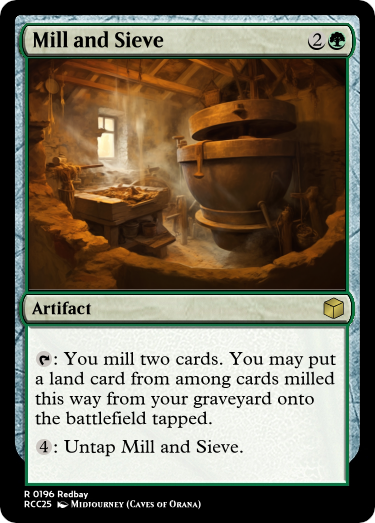 Mill and Sieve 2
Artifact
: You mill two cards. You may put
a land card from among cards milled
this way from your graveyard onto
the battlefield tapped.
4: Untap Mill and Sieve.
R 0196 Redbay
RCC25 Midjourney (Caves of Orana)